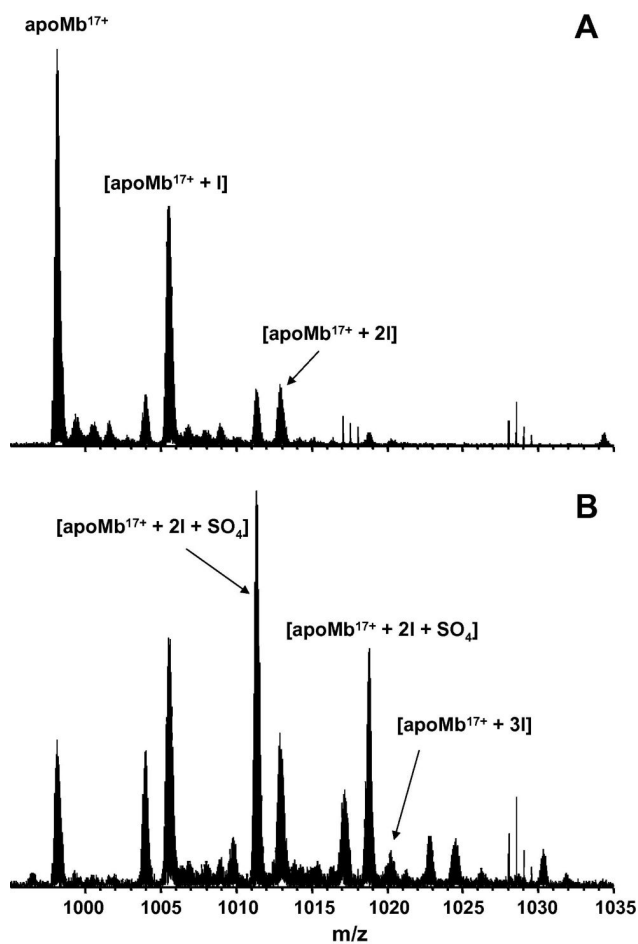 apoMb17+
A
[apoMb17+ + I]
[apoMb17+ + 2I]
B
[apoMb17+ + 2I + SO4]
[apoMb17+ + 2I + SO4]
[apoMb17+ + 3I]
1000 1005 1010 1015 1020 1025 1030 1035
m/z